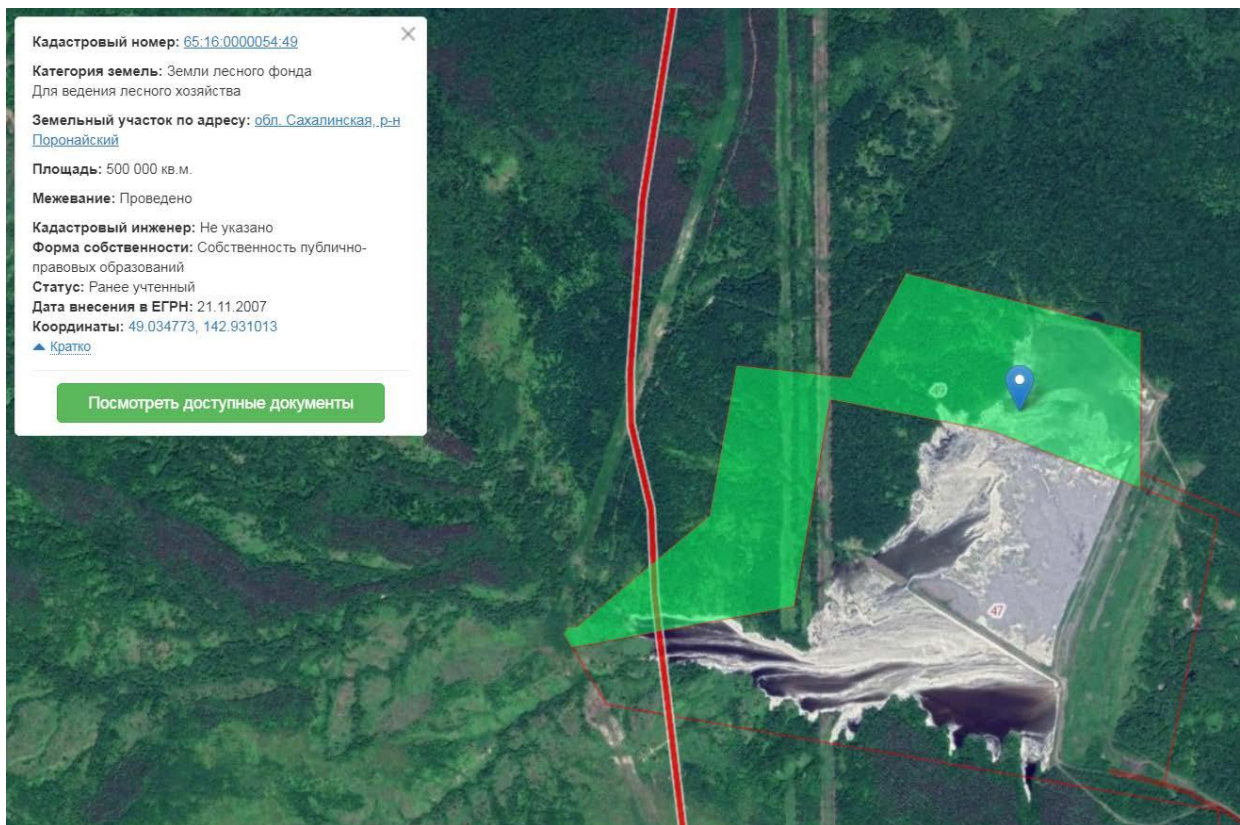 Кадастровый номер: 65:16:0000054:49
Категория земель: Земли лесного фонда
Для ведения лесного хозяйства
Земельный участок по адресу: обл. Сахалинская, р-н
Поронайский
Площадь: 500 000 кв.м.
Межевание: Проведено
Кадастровый инженер: Не указано
Форма собственности: Собственность публично-
правовых образований
Статус: Ранее учтенный
Дата внесения в ЕГРН: 21.11.2007
Координаты: 49.034773, 142.931013
Кратко
Посмотреть доступные документы
49
47